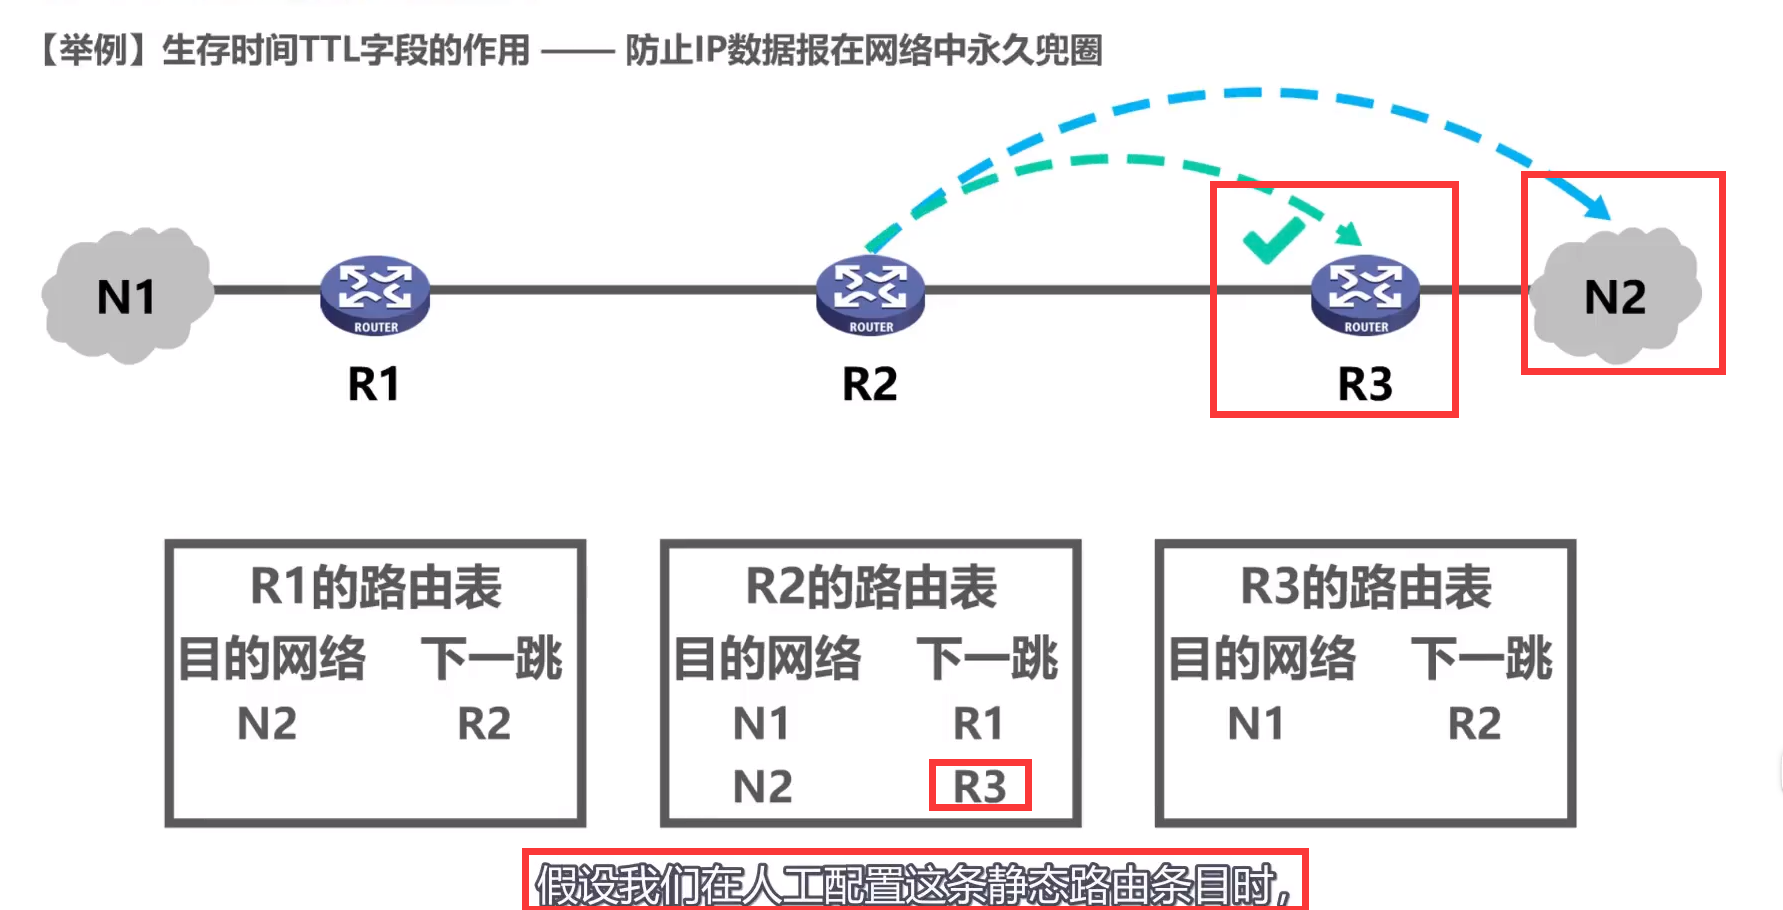 【举例】生存时间TTL字段的作用 —— 防止IP数据报在网络中永久兜圈
N1
ROUTER
ROUTER
ROUTER
N2
R1
R2
R3
R1的路由表
目的网络 下一跳
N2 R2
R2的路由表
目的网络 下一跳
N1 R1
N2 R3
R3的路由表
目的网络 下一跳
N1 R2
假设我们在人工配置这条静态路由条目时，